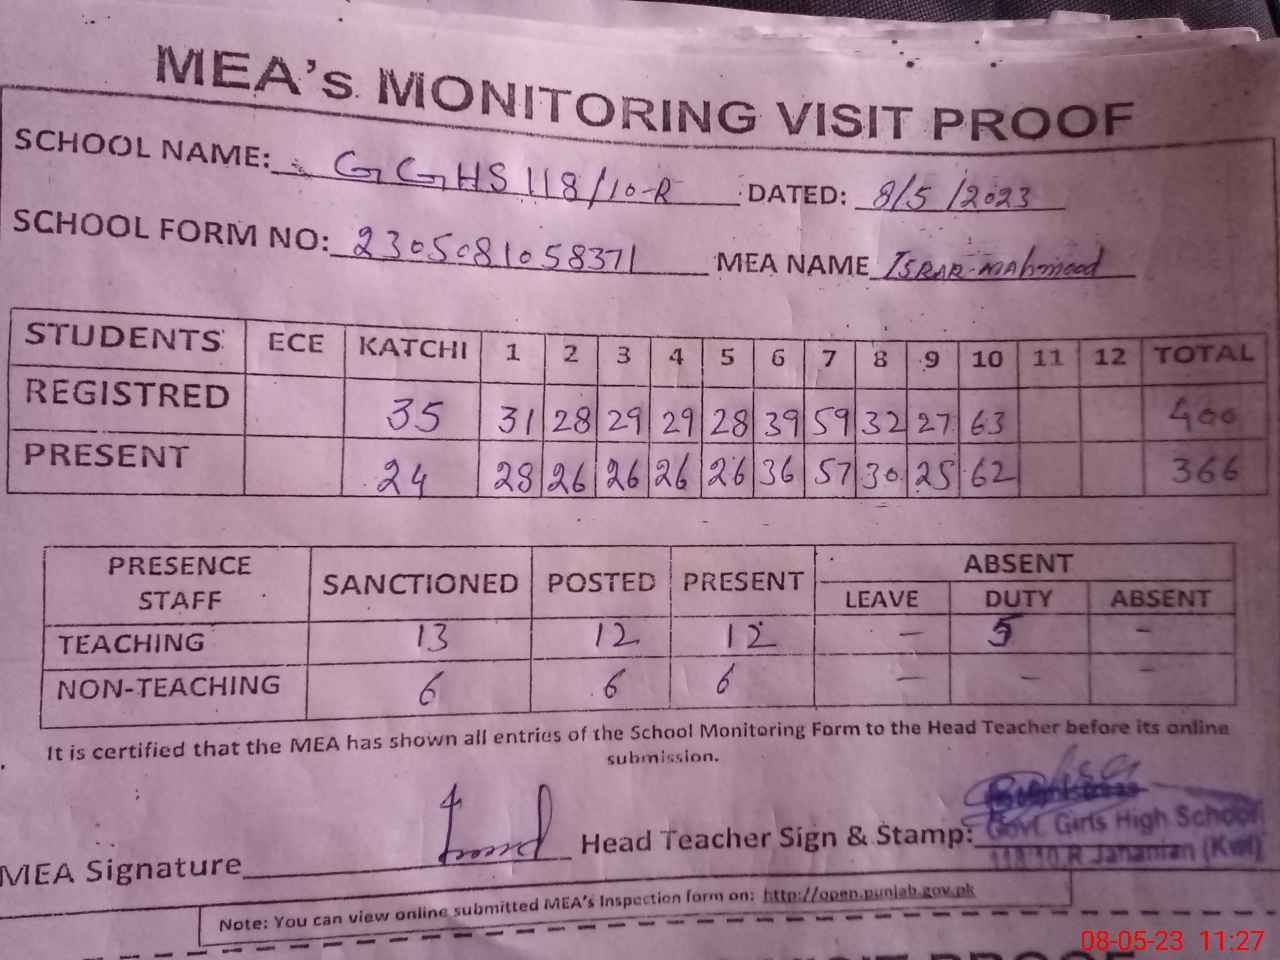 MEA's MONITORING VISIT PROOF
SCHOOL NAME: GGHS 118/10-R DATED: 8/5/2023
SCHOOL FORM NO: 2305081058371 MEA NAME ISRAR-MAhmood
STUDENTS ECE KATCHI 1 2 3 4 5 6 7 8 9 10 11 12 TOTAL
REGISTRED 35 31 28 29 29 28 39 59 32 27 63 400
PRESENT 24 28 26 26 26 26 36 57 30 25 62 366
PRESENCE STAFF SANCTIONED POSTED PRESENT ABSENT
LEAVE DUTY ABSENT
TEACHING 13 12 12 - 5 -
NON-TEACHING 6 6 6 - - -
It is certified that the MEA has shown all entries of the School Monitoring Form to the Head Teacher before its online
submission.
MEA Signature Head Teacher Sign & Stamp:
Govt. Girls High School
118 10.R Jahanian (Kwl)
Note: You can view online submitted MEA's Inspection form on: http://open.punjab.gov.pk
VISIT PROOF
08-05-23 11:27